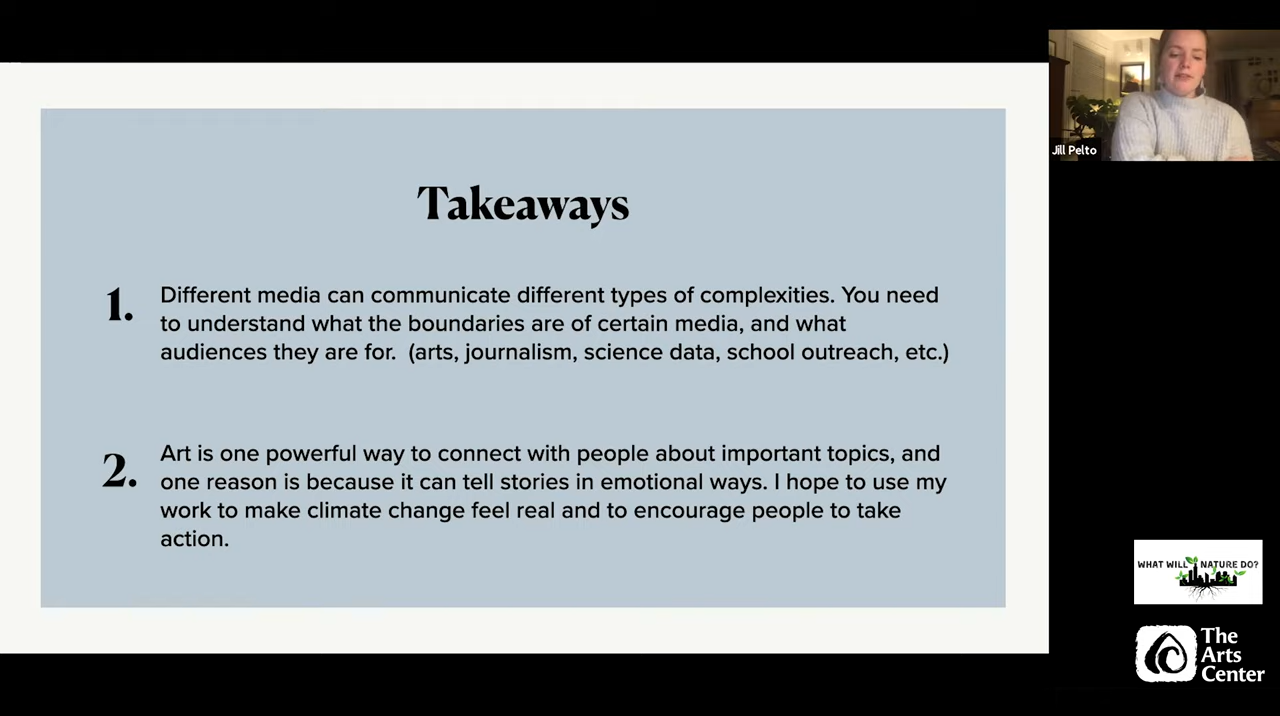 Takeaways
1. Different media can communicate different types of complexities. You need
to understand what the boundaries are of certain media, and what
audiences they are for.  (arts, journalism, science data, school outreach, etc.)
2. Art is one powerful way to connect with people about important topics, and
one reason is because it can tell stories in emotional ways. I hope to use my
work to make climate change feel real and to encourage people to take
action.
Jill Pelto
WHAT WILL NATURE DO?
The
Arts
Center